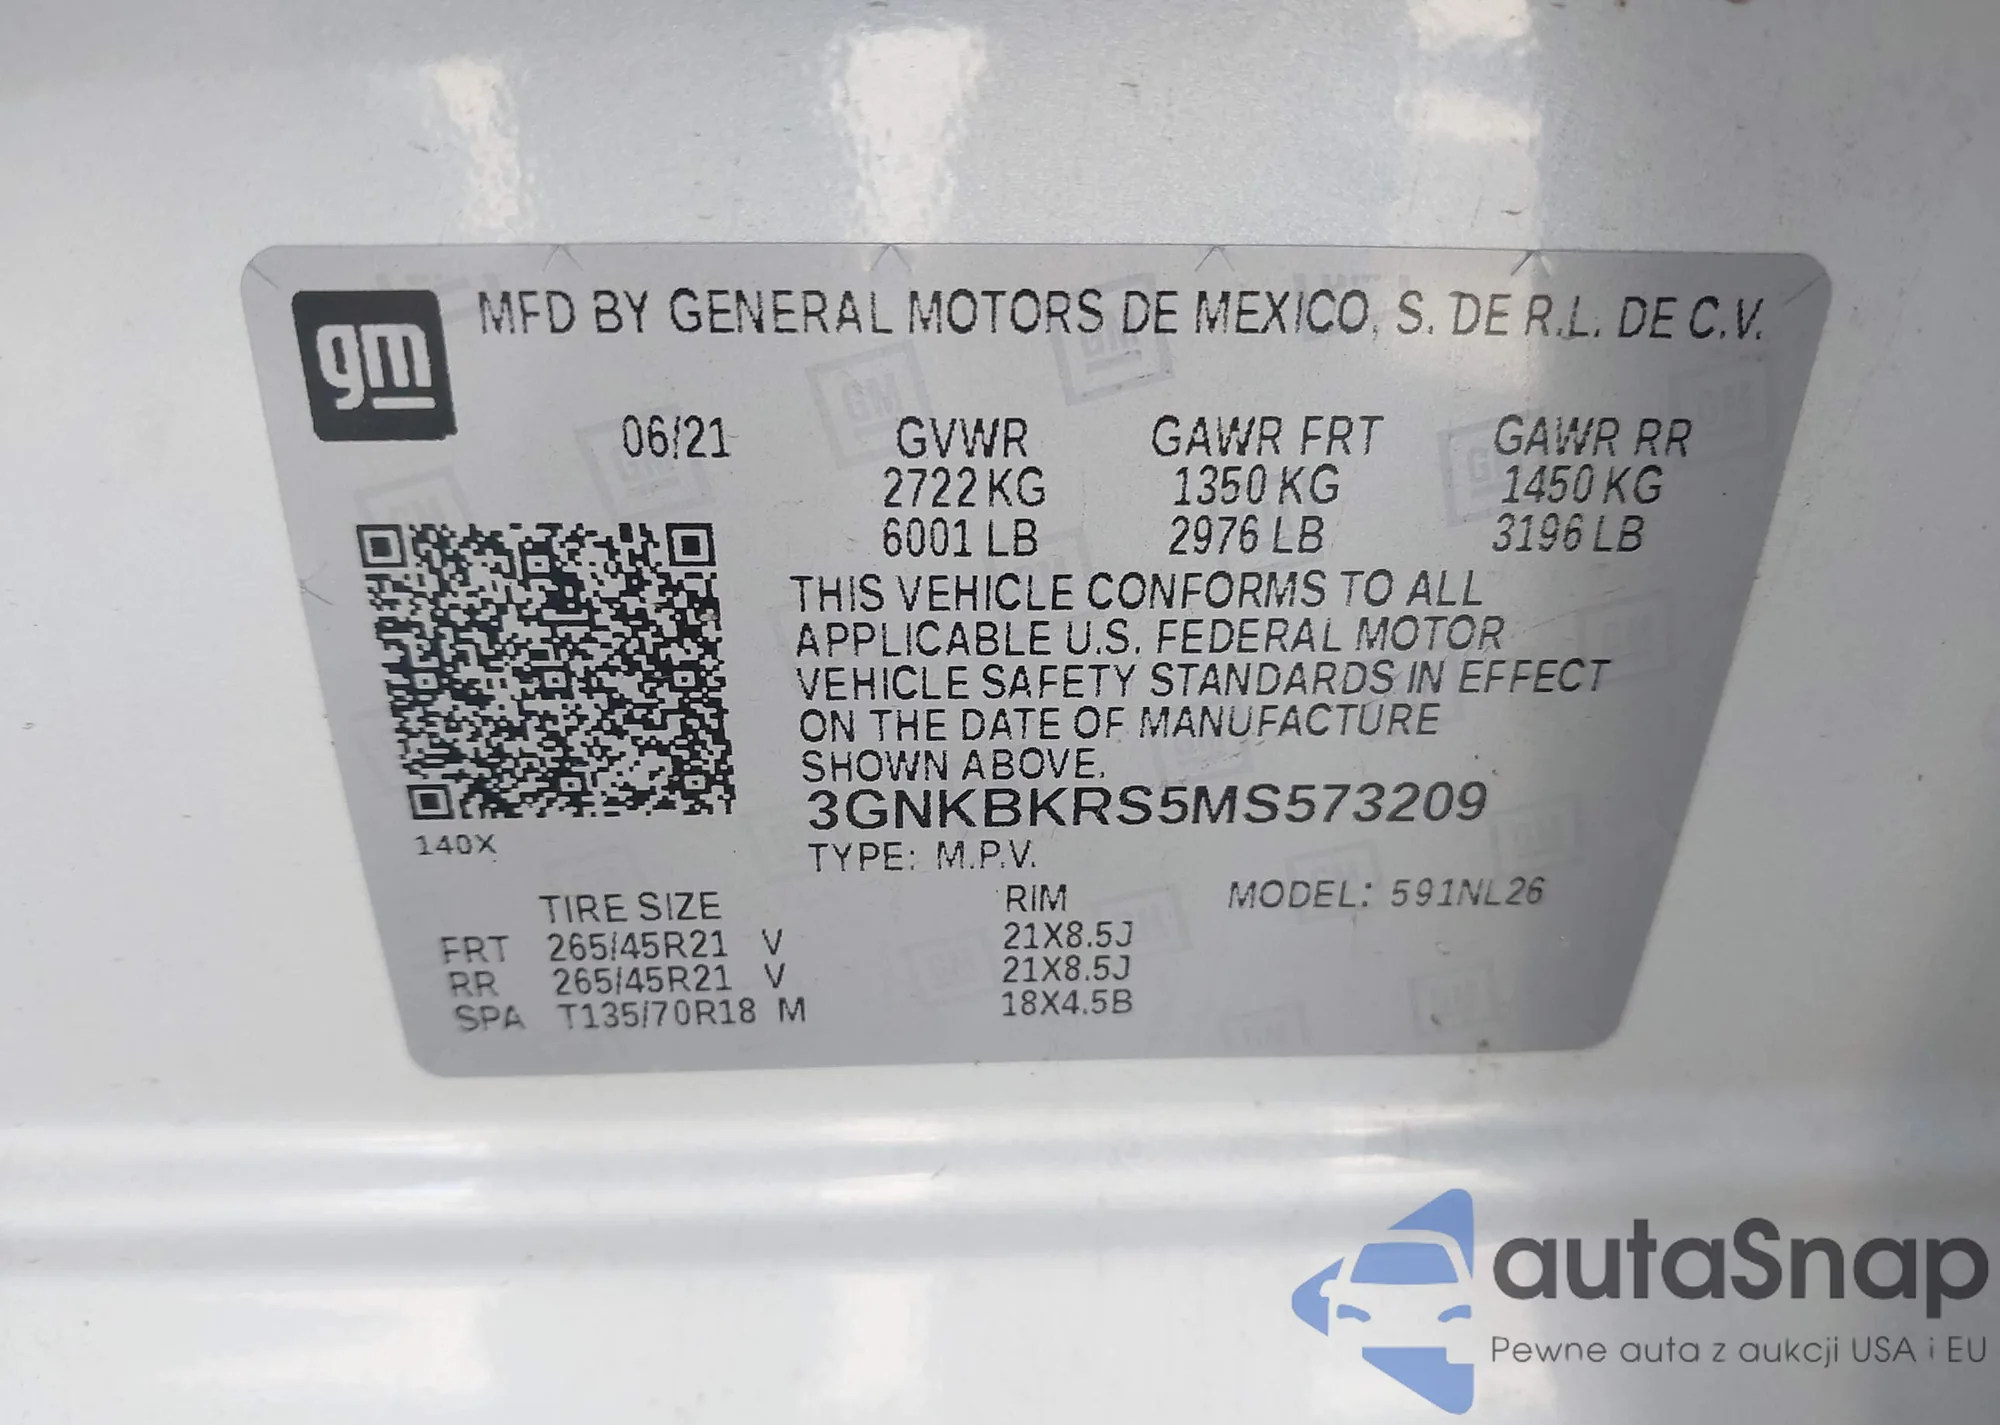 gm
MFD BY GENERAL MOTORS DE MEXICO, S. DE R.L. DE C.V.
06/21 GVWR GAWR FRT GAWR RR
2722 KG 1350 KG 1450 KG
6001 LB 2976 LB 3196 LB
THIS VEHICLE CONFORMS TO ALL
APPLICABLE U.S. FEDERAL MOTOR
VEHICLE SAFETY STANDARDS IN EFFECT
ON THE DATE OF MANUFACTURE
SHOWN ABOVE.
3GNKBKRS5MS573209
140X
TYPE: M.P.V.
TIRE SIZE RIM MODEL: 591NL26
FRT 265/45R21 V 21X8.5J
RR 265/45R21 V 21X8.5J
SPA T135/70R18 M 18X4.5B
autaSnap
Pewne auta z aukcji USA i EU